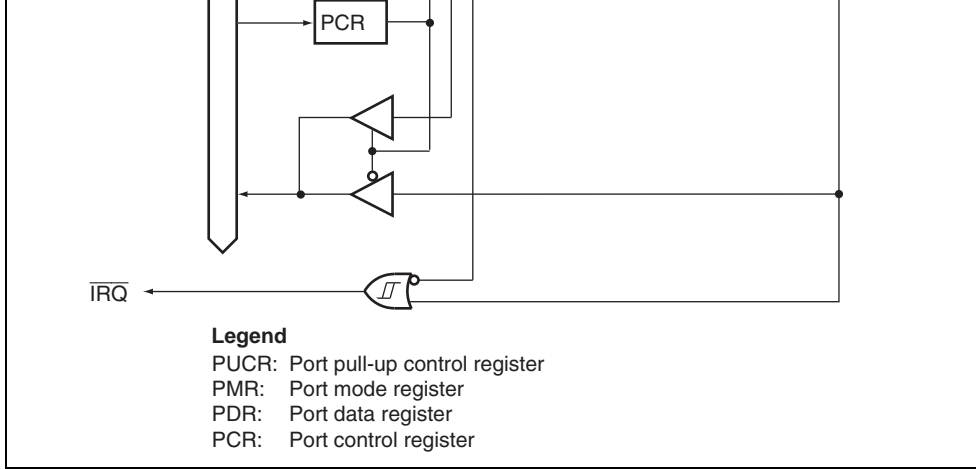 PCR
IRQ
Legend
PUCR: Port pull-up control register
PMR: Port mode register
PDR: Port data register
PCR: Port control register